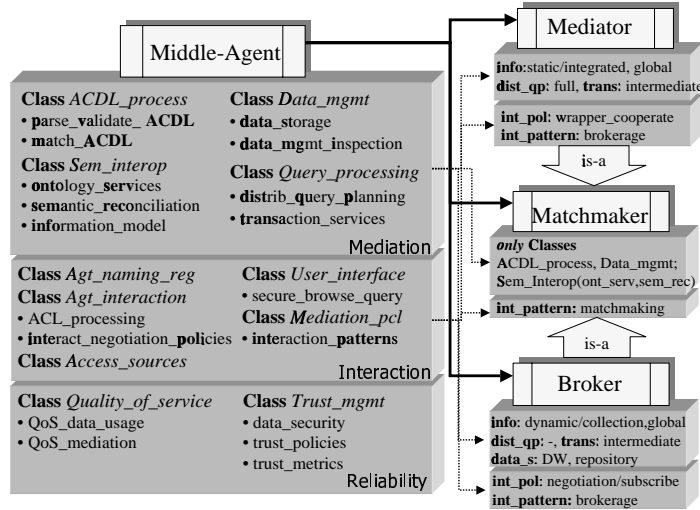 Middle-Agent
Class ACDL_process
• parse_validate_ ACDL
• match_ACDL
Class Sem_interop
• ontology_services
• semantic_reconciliation
• information_model
Class Data_mgmt
• data_storage
• data_mgmt_inspection
Class Query_processing
• distrib_query_planning
• transaction_services
Mediation
Class Agt_naming_reg
Class Agt_interaction
• ACL_processing
• interact_negotiation_policies
Class Access_sources
Class User_interface
• secure_browse_query
Class Mediation_pcl
• interaction_patterns
Interaction
Class Quality_of_service
• QoS_data_usage
• QoS_mediation
Class Trust_mgmt
• data_security
• trust_policies
• trust_metrics
Reliability
Mediator
info:static/integrated, global
dist_qp: full, trans: intermediate
int_pol: wrapper_cooperate
int_pattern: brokerage
is-a
Matchmaker
only Classes
ACDL_process, Data_mgmt;
Sem_Interop(ont_serv,sem_rec)
int_pattern: matchmaking
is-a
Broker
info: dynamic/collection,global
dist_qp: -, trans: intermediate
data_s: DW, repository
int_pol: negotiation/subscribe
int_pattern: brokerage